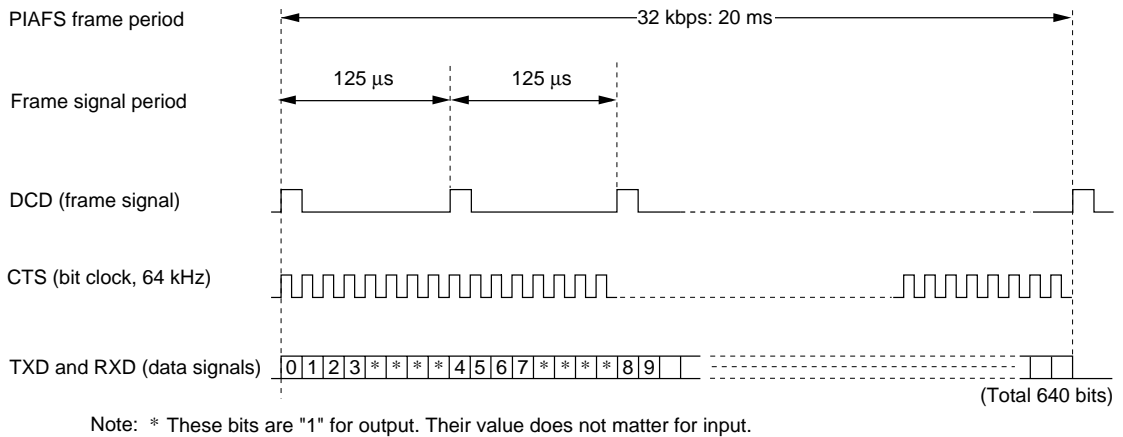 PIAFS frame period
32 kbps: 20 ms
125 μs 125 μs
Frame signal period
DCD (frame signal)
CTS (bit clock, 64 kHz)
TXD and RXD (data signals) 0 1 2 3 * * * * 4 5 6 7 * * * * 8 9
(Total 640 bits)
Note: * These bits are "1" for output. Their value does not matter for input.